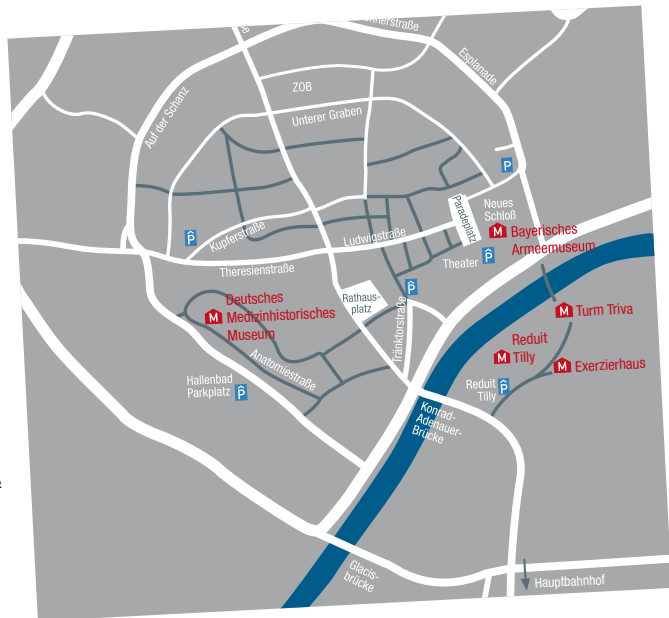 Esplanade
ZOB
Auf der Schanz
Unterer Graben
P
Neues
Schloß
Paradeplatz
M Bayerisches
Armeemuseum
P
Kupferstraße
Ludwigstraße
Theater P
Theresienstraße
P
Deutsches
M Medizinhistorisches
Museum
Rathaus-
platz
Tränktorstraße
M Turm Triva
Reduit
M Tilly
M Exerzierhaus
Anatomiestraße
Hallenbad
Parkplatz P
Reduit
Tilly P
Konrad-
Adenauer-
Brücke
Glacis-
brücke
Hauptbahnhof